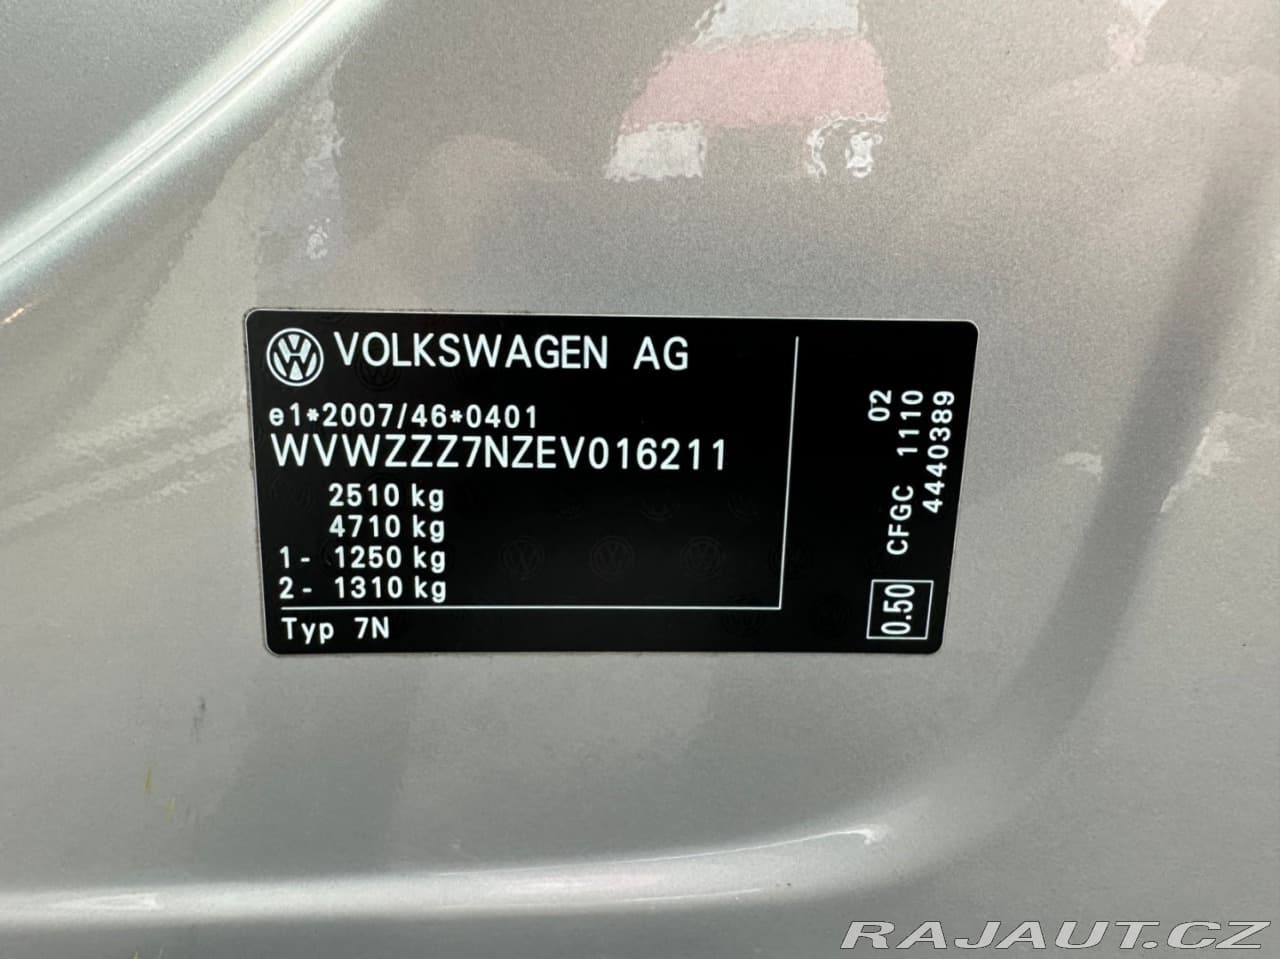 VOLKSWAGEN AG
e1*2007/46*0401
WVWZZZ7NZEV016211
2510 kg
4710 kg
1- 1250 kg
2- 1310 kg
Typ 7N
02
CFGC 1110
4440389
0.50
RAJAUT.CZ